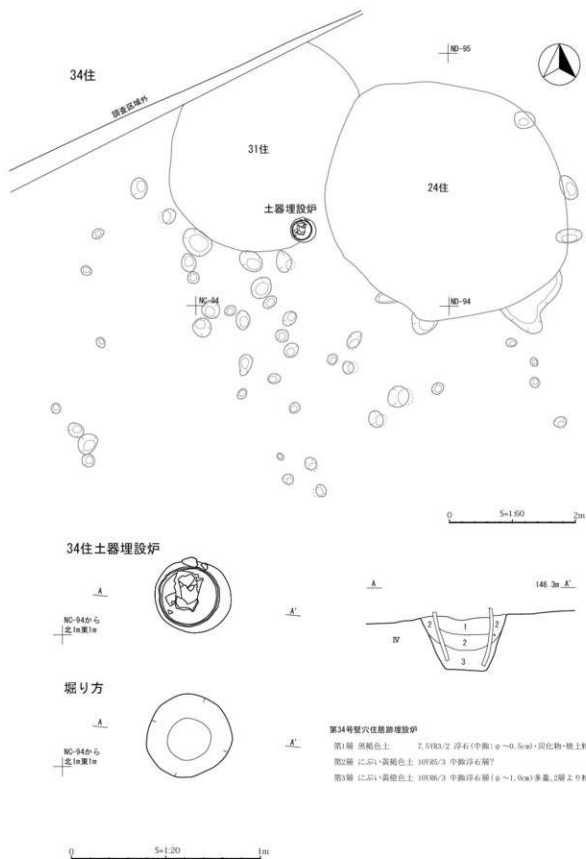 ND-95
34住
調査区域外
31住
24住
土器埋設炉
NC-94
ND-94
0 S=1:60 2m
34住土器埋設炉
A A'
NC-94から
北1m東1m
A 146.3m A'
Ⅳ
2 1 2
2
3
掘り方
A A'
NC-94から
北1m東1m
第34号竪穴住居跡埋設炉
第1層 黒褐色土 7.5YR3/2 浮石(中掫:φ~0.5cm)・炭化物・焼土粒
第2層 にぶい黄褐色土 10YR5/3 中掫浮石層?
第3層 にぶい黄橙色土 10YR6/3 中掫浮石層(φ~1.0cm)多量、2層より
0 S=1:20 1m